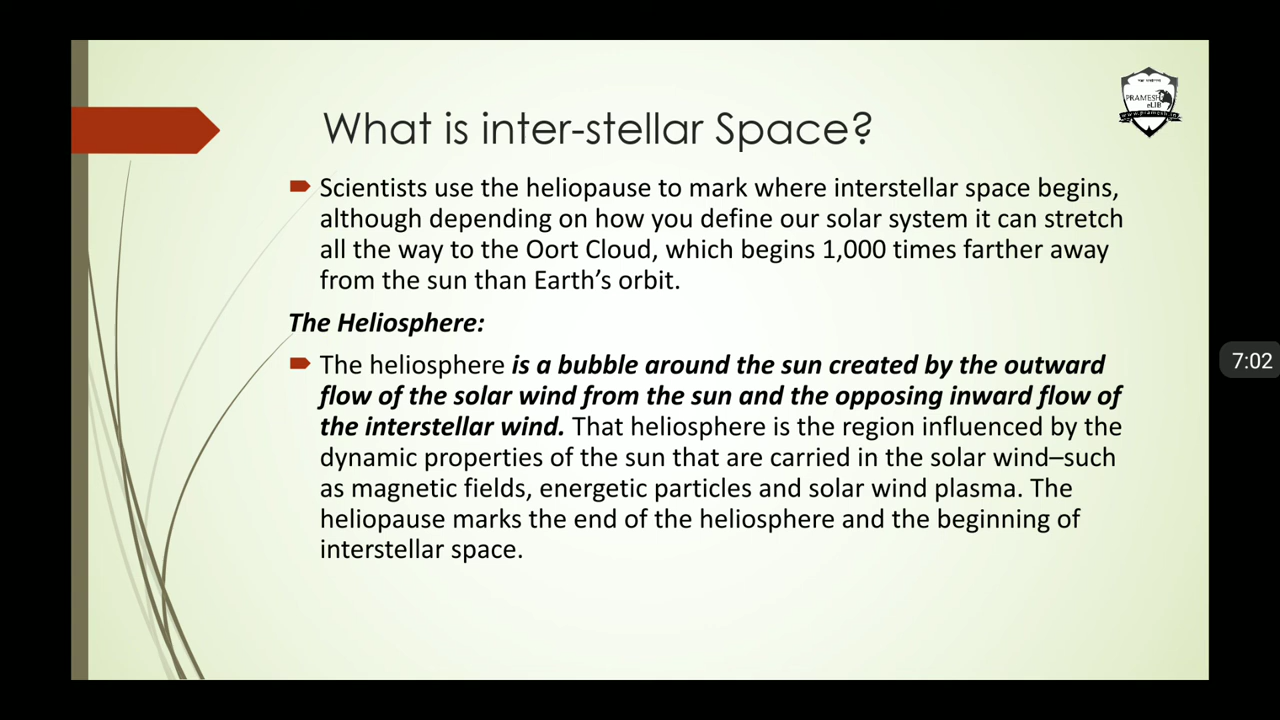 What is inter-stellar Space?
PRAMESH
eLIB
www.pramesh.in
Scientists use the heliopause to mark where interstellar space begins,
although depending on how you define our solar system it can stretch
all the way to the Oort Cloud, which begins 1,000 times farther away
from the sun than Earth’s orbit.
The Heliosphere:
The heliosphere is a bubble around the sun created by the outward
flow of the solar wind from the sun and the opposing inward flow of
the interstellar wind. That heliosphere is the region influenced by the
dynamic properties of the sun that are carried in the solar wind–such
as magnetic fields, energetic particles and solar wind plasma. The
heliopause marks the end of the heliosphere and the beginning of
interstellar space.
7:02